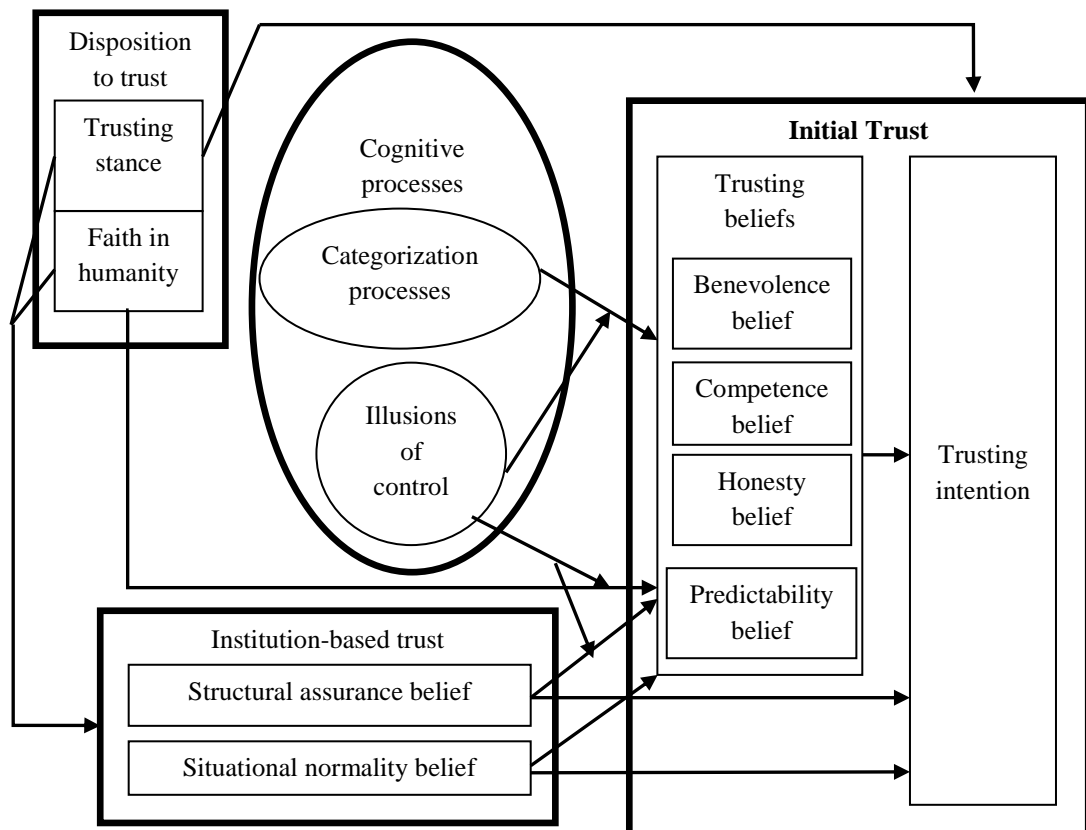 Disposition
to trust
Trusting
stance
Faith in
humanity
Cognitive
processes
Categorization
processes
Illusions
of
control
Institution-based trust
Structural assurance belief
Situational normality belief
Initial Trust
Trusting
beliefs
Benevolence
belief
Competence
belief
Honesty
belief
Predictability
belief
Trusting
intention